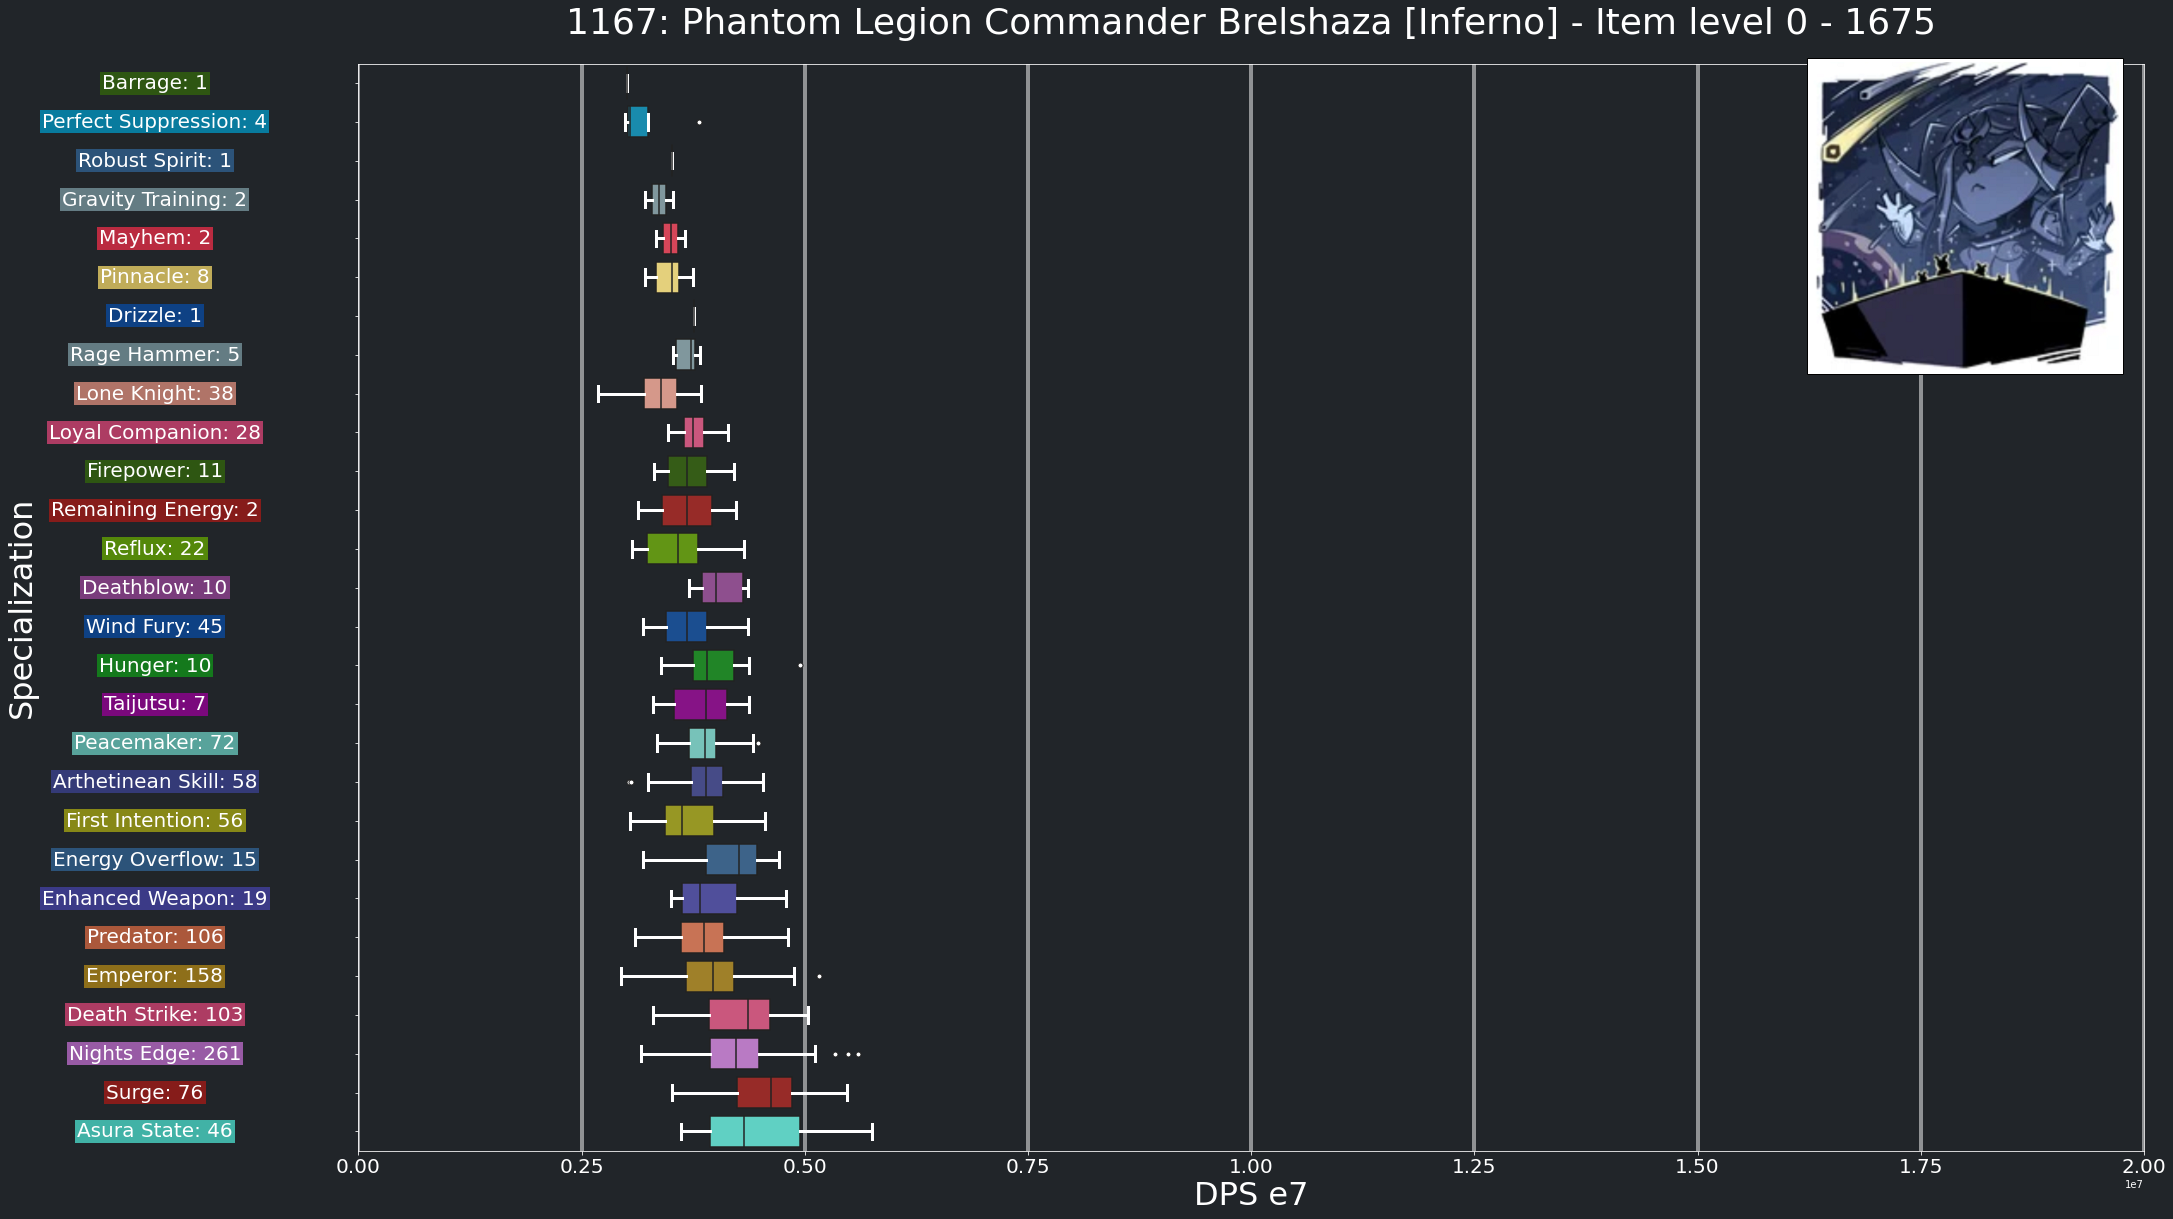 1167: Phantom Legion Commander Brelshaza [Inferno] - Item level 0 - 1675
Barrage: 1
Perfect Suppression: 4
Robust Spirit: 1
Gravity Training: 2
Mayhem: 2
Pinnacle: 8
Drizzle: 1
Rage Hammer: 5
Lone Knight: 38
Loyal Companion: 28
Firepower: 11
Remaining Energy: 2
Reflux: 22
Deathblow: 10
Wind Fury: 45
Hunger: 10
Taijutsu: 7
Peacemaker: 72
Arthetinean Skill: 58
First Intention: 56
Energy Overflow: 15
Enhanced Weapon: 19
Predator: 106
Emperor: 158
Death Strike: 103
Nights Edge: 261
Surge: 76
Asura State: 46
Specialization
0.00 0.25 0.50 0.75 1.00 1.25 1.50 1.75 2.00
1e7
DPS e7